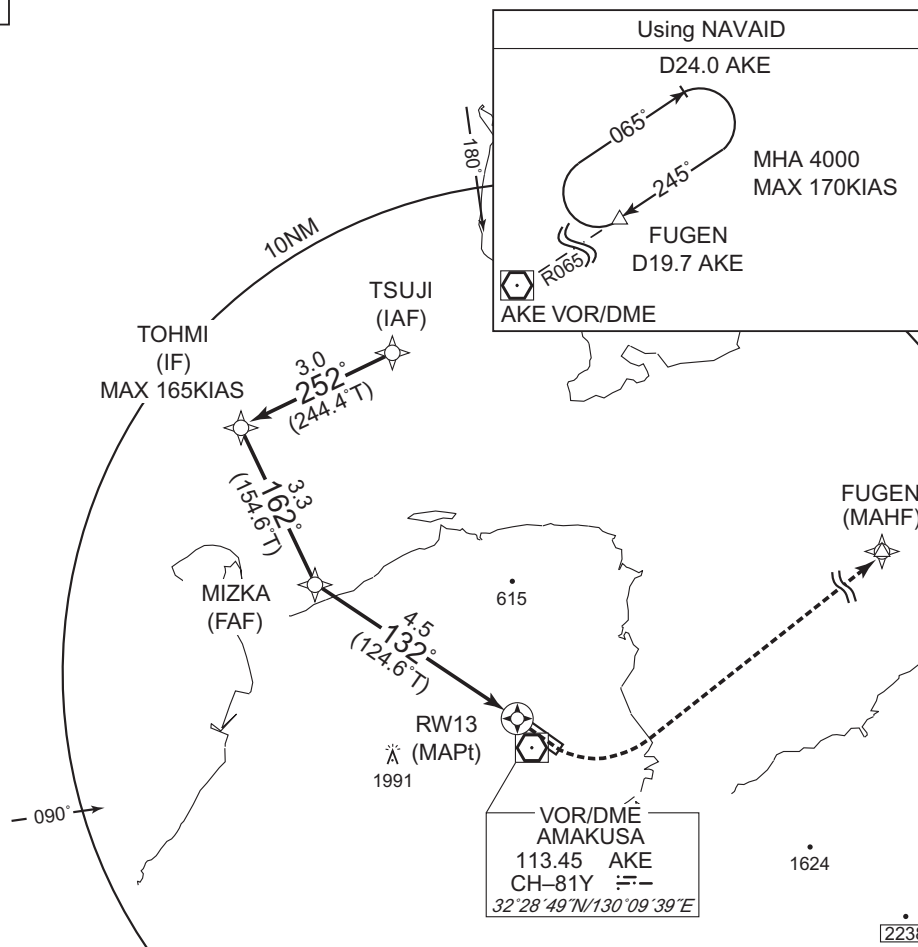 Using NAVAID
D24.0 AKE
065°
245°
MHA 4000
MAX 170KIAS
FUGEN
D19.7 AKE
R065
AKE VOR/DME
180°
10NM
TSUJI
(IAF)
TOHMI
(IF)
MAX 165KIAS
3.0
252°
(244.4°T)
3.3
162°
(154.6°T)
FUGEN
(MAHF)
MIZKA
(FAF)
615
4.5
132°
(124.6°T)
RW13
(MAPt)
1991
090°
VOR/DME
AMAKUSA
113.45 AKE
CH–81Y
32°28´49˝N/130°09´39˝E
1624
2238